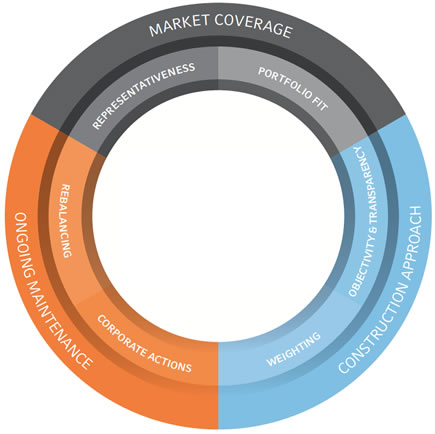 MARKET COVERAGE
REPRESENTATIVENESS
PORTFOLIO FIT
OBJECTIVITY & TRANSPARENCY
CONSTRUCTION APPROACH
WEIGHTING
CORPORATE ACTIONS
REBALANCING
ONGOING MAINTENANCE